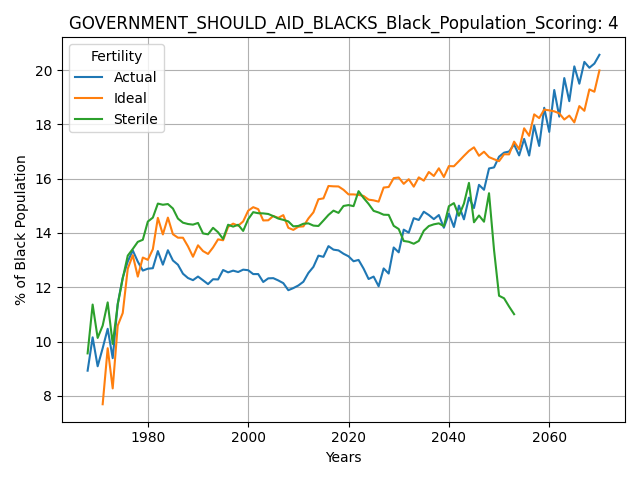 GOVERNMENT_SHOULD_AID_BLACKS_Black_Population_Scoring: 4
Fertility
Actual
Ideal
Sterile
% of Black Population
20
18
16
14
12
10
8
1980 2000 2020 2040 2060
Years